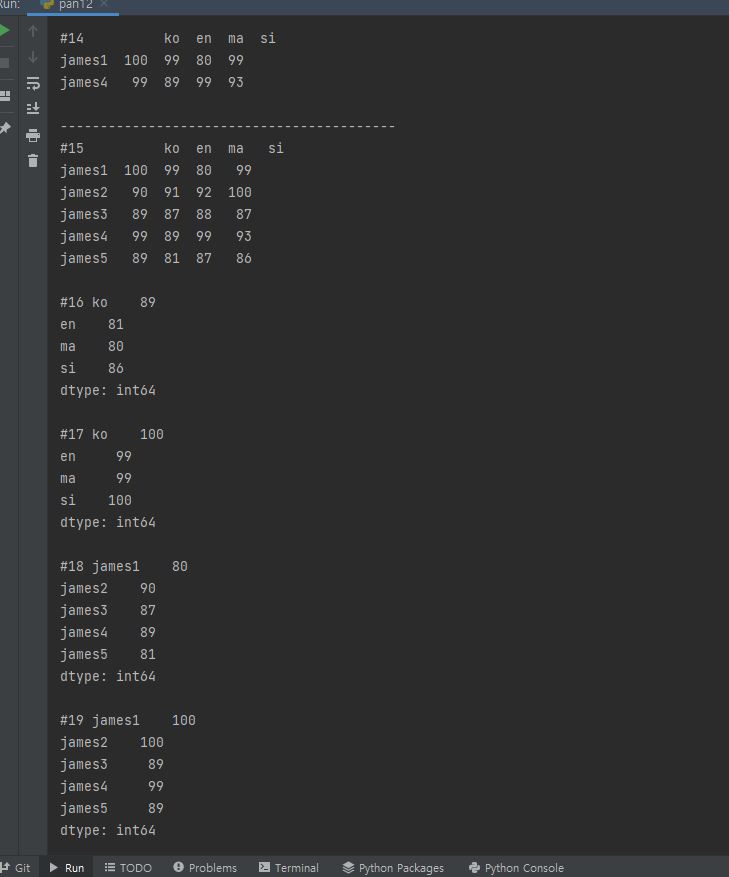 Run: pan12
#14          ko  en  ma  si
james1  100  99  80  99
james4   99  89  99  93
------------------------------------------
#15          ko  en  ma   si
james1  100  99  80   99
james2   90  91  92  100
james3   89  87  88   87
james4   99  89  99   93
james5   89  81  87   86
#16 ko    89
en    81
ma    80
si    86
dtype: int64
#17 ko    100
en     99
ma     99
si    100
dtype: int64
#18 james1    80
james2    90
james3    87
james4    89
james5    81
dtype: int64
#19 james1    100
james2    100
james3     89
james4     99
james5     89
dtype: int64
Git Run TODO Problems Terminal Python Packages Python Console